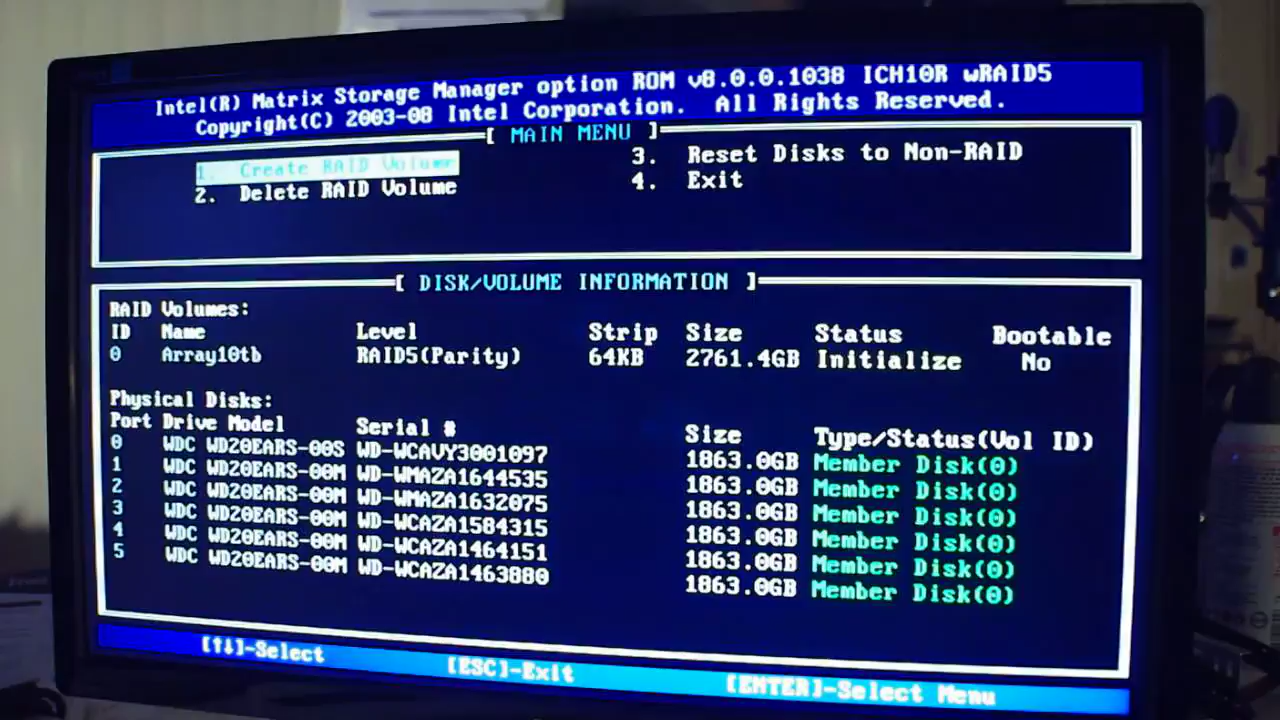 Intel(R) Matrix Storage Manager option ROM v8.0.0.1038 ICH10R wRAID5
Copyright(C) 2003-08 Intel Corporation. All Rights Reserved.
[ MAIN MENU ]
1. Create RAID Volume 3. Reset Disks to Non-RAID
2. Delete RAID Volume 4. Exit
[ DISK/VOLUME INFORMATION ]
RAID Volumes:
ID Name Level Strip Size Status Bootable
0 Array10tb RAID5(Parity) 64KB 2761.4GB Initialize No
Physical Disks:
Port Drive Model Serial # Size Type/Status(Vol ID)
0 WDC WD20EARS-00S WD-WCAVY3001097 1863.0GB Member Disk(0)
1 WDC WD20EARS-00M WD-WMAZA1644535 1863.0GB Member Disk(0)
2 WDC WD20EARS-00M WD-WMAZA1632075 1863.0GB Member Disk(0)
3 WDC WD20EARS-00M WD-WCAZA1584315 1863.0GB Member Disk(0)
4 WDC WD20EARS-00M WD-WCAZA1464151 1863.0GB Member Disk(0)
5 WDC WD20EARS-00M WD-WCAZA1463880 1863.0GB Member Disk(0)
[↑↓]-Select [ESC]-Exit [ENTER]-Select Menu